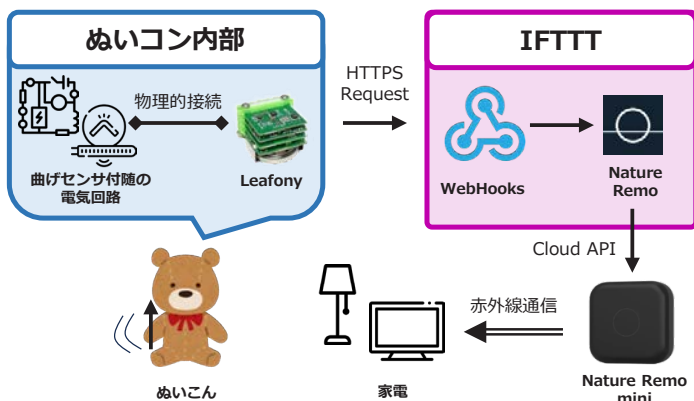 ぬいコン内部
IFTTT
物理的接続
HTTPS
Request
曲げセンサ付随の
電気回路
Leafony
WebHooks
Nature
Remo
Cloud API
赤外線通信
ぬいこん
家電
Nature Remo
mini